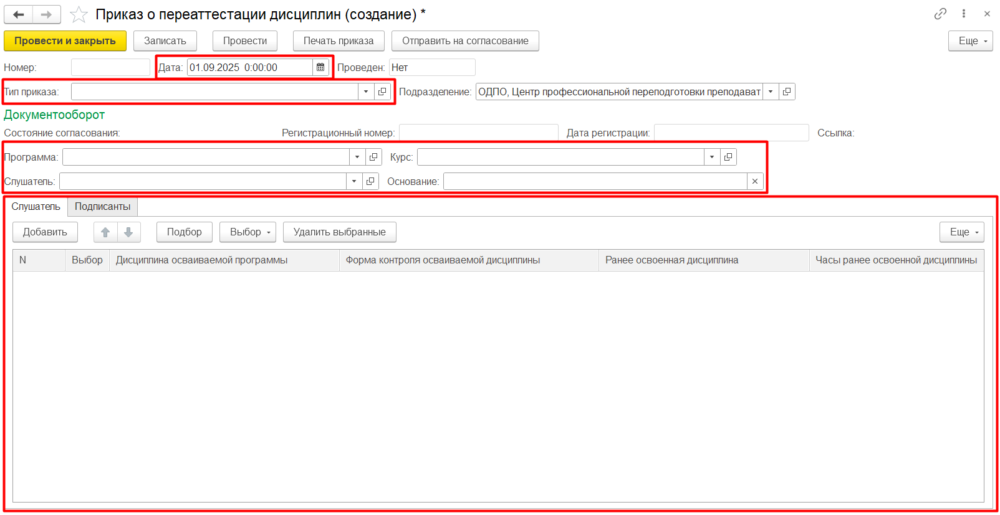 Приказ о переаттестации дисциплин (создание) *
Провести и закрыть Записать Провести Печать приказа Отправить на согласование Еще
Номер: Дата: 01.09.2025 0:00:00 Проведен: Нет
Тип приказа: Подразделение: ОДПО, Центр профессиональной переподготовки преподават
Документооборот
Состояние согласования: Регистрационный номер: Дата регистрации: Ссылка:
Программа: Курс:
Слушатель: Основание:
Слушатель Подписанты
Добавить Подбор Выбор Удалить выбранные Еще
N Выбор Дисциплина осваиваемой программы Форма контроля осваиваемой дисциплины Ранее освоенная дисциплина Часы ранее освоенной дисциплины